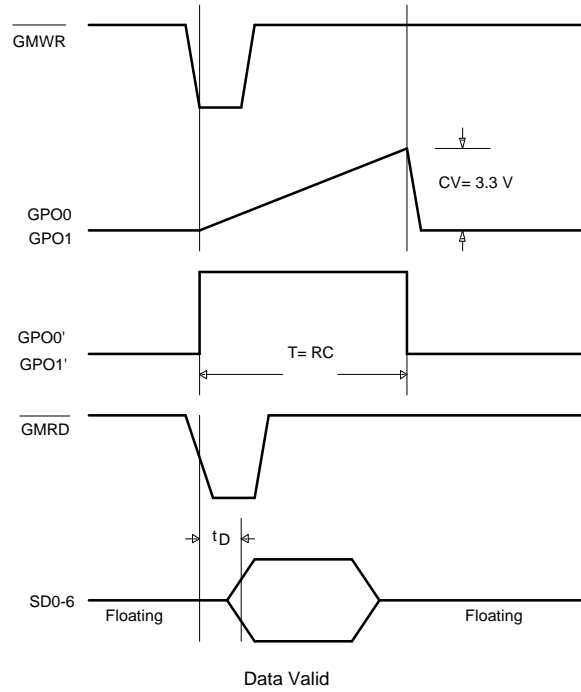 GMWR
CV= 3.3 V
GPO0
GPO1
GPO0'
GPO1'
T= RC
GMRD
tD
SD0-6
Floating
Floating
Data Valid